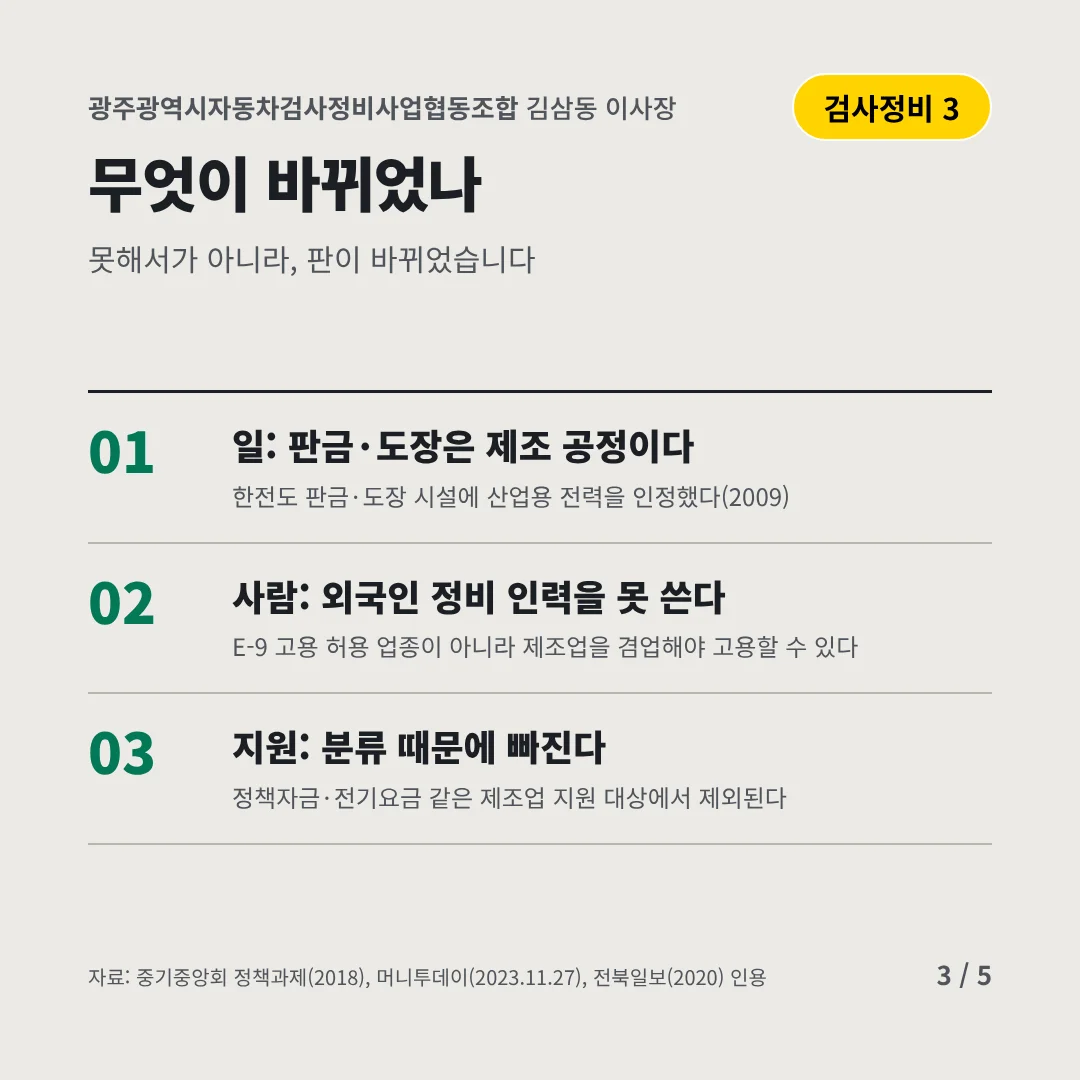 광주광역시자동차검사정비사업협동조합 김삼동 이사장
검사정비 3
무엇이 바뀌었나
못해서가 아니라, 판이 바뀌었습니다
01
일: 판금·도장은 제조 공정이다
한전도 판금·도장 시설에 산업용 전력을 인정했다(2009)
02
사람: 외국인 정비 인력을 못 쓴다
E-9 고용 허용 업종이 아니라 제조업을 겸업해야 고용할 수 있다
03
지원: 분류 때문에 빠진다
정책자금·전기요금 같은 제조업 지원 대상에서 제외된다
자료: 중기중앙회 정책과제(2018), 머니투데이(2023.11.27), 전북일보(2020) 인용
3 / 5